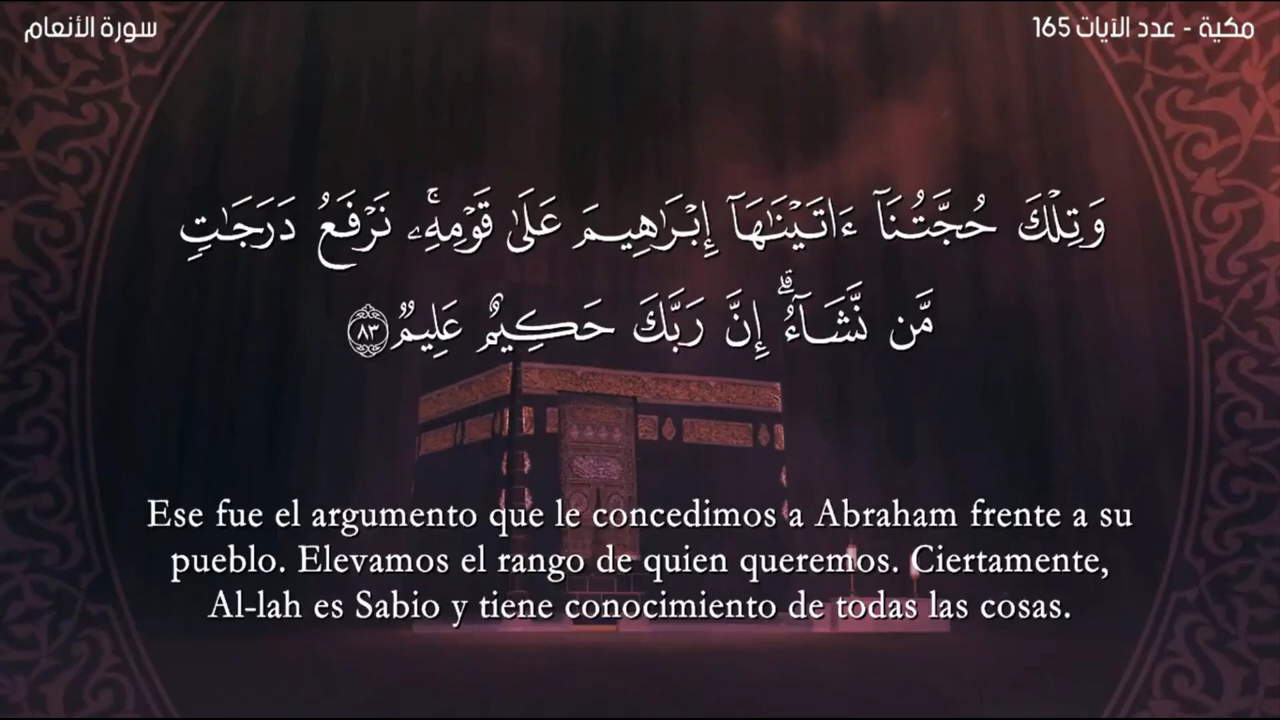 مكية - عدد الآيات 165
سورة الأنعام
وَتِلْكَ حُجَّتُنَآ ءَاتَيْنَٰهَآ إِبْرَٰهِيمَ عَلَىٰ قَوْمِهِۦۚ نَرْفَعُ دَرَجَٰتٍ
مَّن نَّشَآءُۗ إِنَّ رَبَّكَ حَكِيمٌ عَلِيمٌ ٨٣
Ese fue el argumento que le concedimos a Abraham frente a su
pueblo. Elevamos el rango de quien queremos. Ciertamente,
Al-lah es Sabio y tiene conocimiento de todas las cosas.